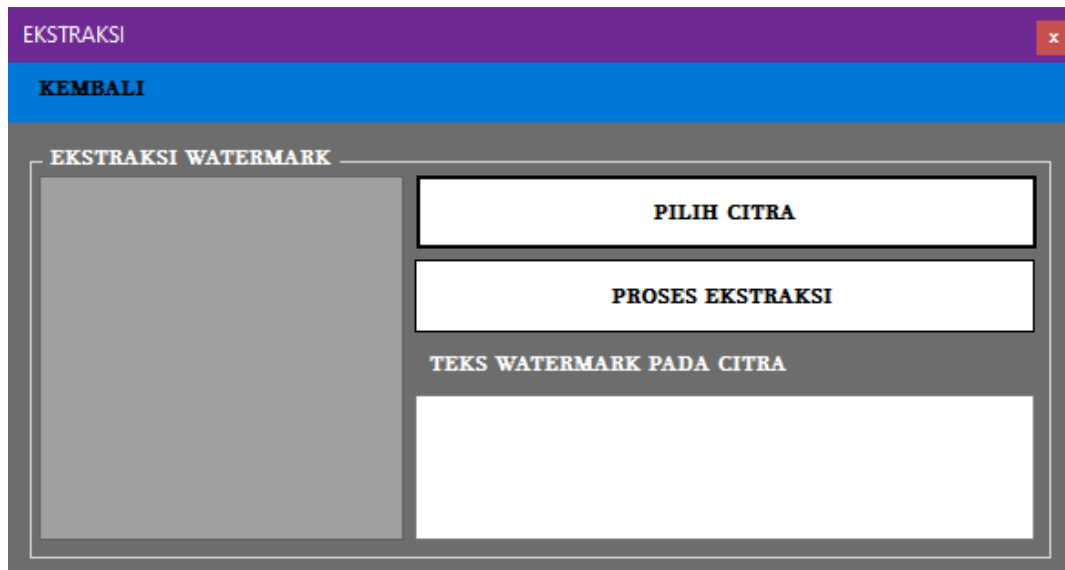 EKSTRAKSI
x
KEMBALI
EKSTRAKSI WATERMARK
PILIH CITRA
PROSES EKSTRAKSI
TEKS WATERMARK PADA CITRA